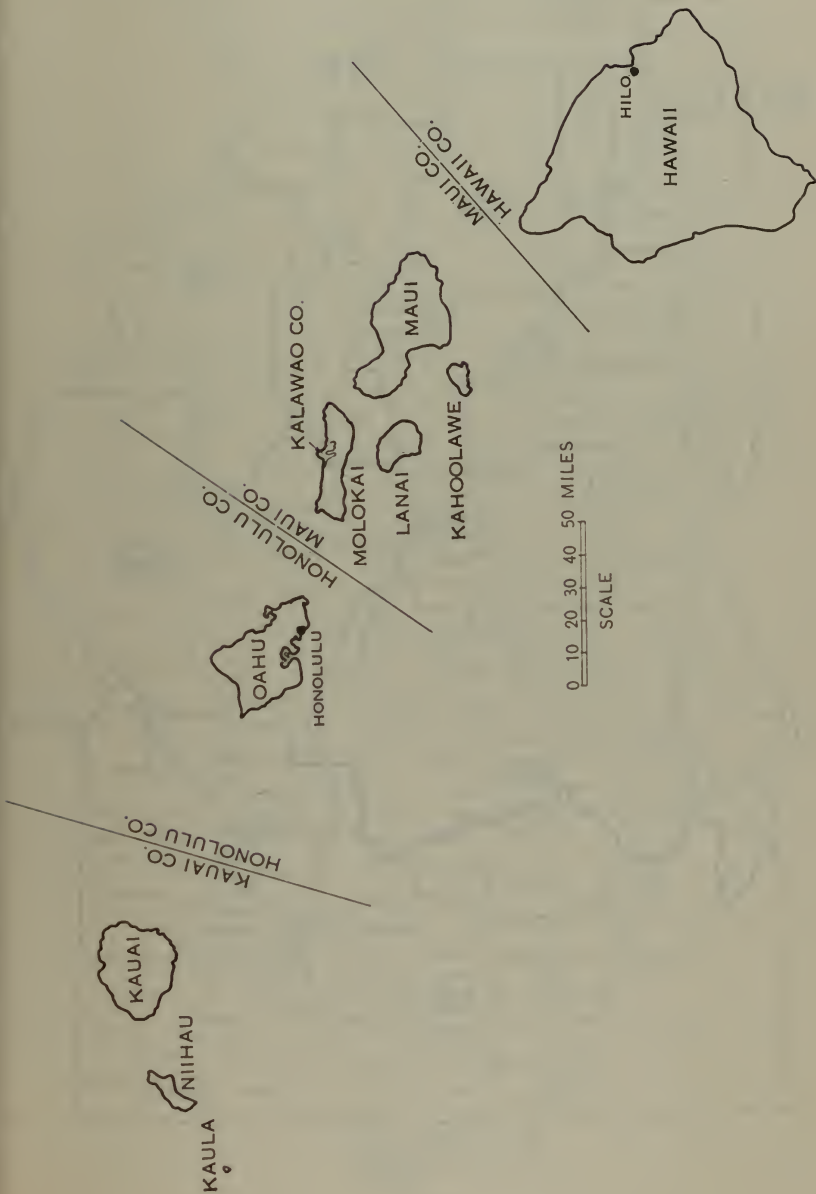 KAULA
NIIHAU
KAUAI
KAUAI CO.
HONOLULU CO.
OAHU
HONOLULU
HONOLULU CO.
MAUI CO.
KALAWAO CO.
MOLOKAI
LANAI
KAHOOLAWE
MAUI
MAUI CO.
HAWAII CO.
HILO
HAWAII
0 10 20 30 40 50 MILES
SCALE